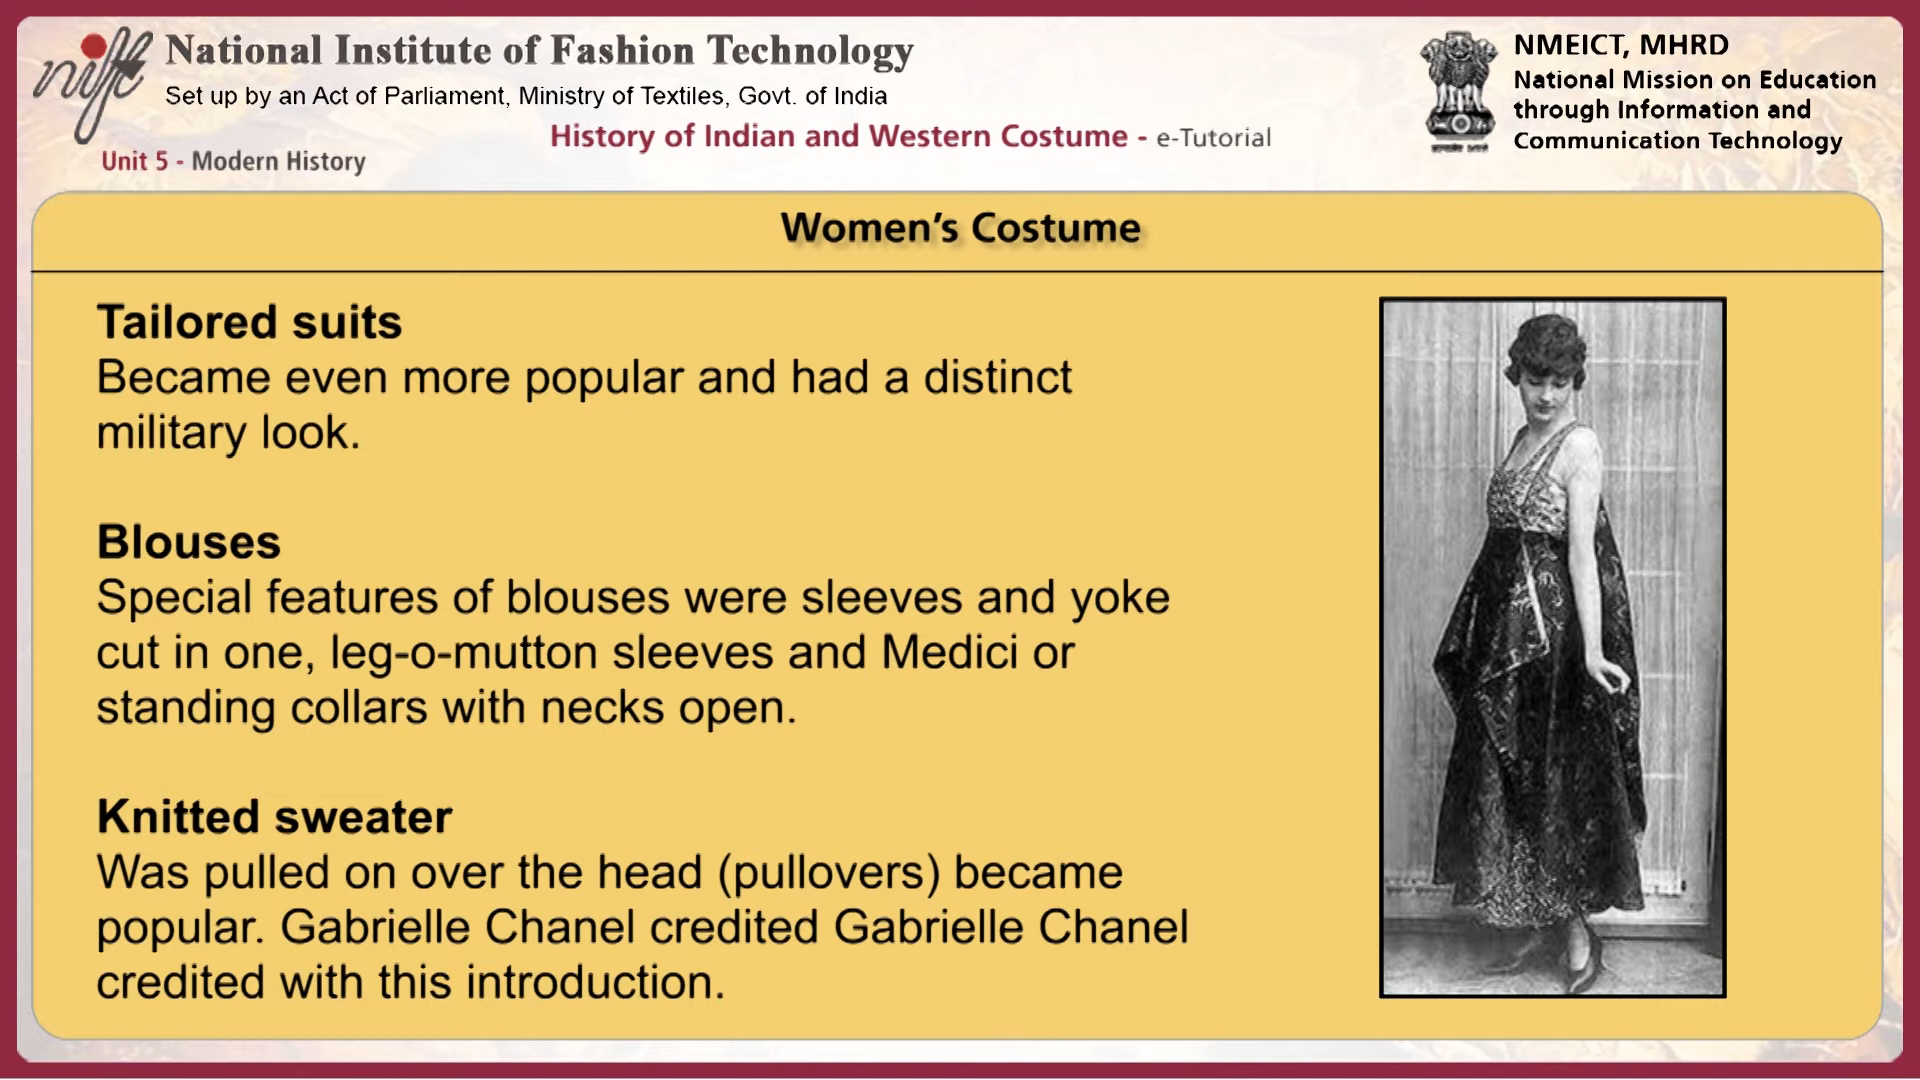 nift
National Institute of Fashion Technology
Set up by an Act of Parliament, Ministry of Textiles, Govt. of India
History of Indian and Western Costume - e-Tutorial
Unit 5 - Modern History
NMEICT, MHRD
National Mission on Education
through Information and
Communication Technology
Women's Costume
Tailored suits
Became even more popular and had a distinct
military look.
Blouses
Special features of blouses were sleeves and yoke
cut in one, leg-o-mutton sleeves and Medici or
standing collars with necks open.
Knitted sweater
Was pulled on over the head (pullovers) became
popular. Gabrielle Chanel credited Gabrielle Chanel
credited with this introduction.